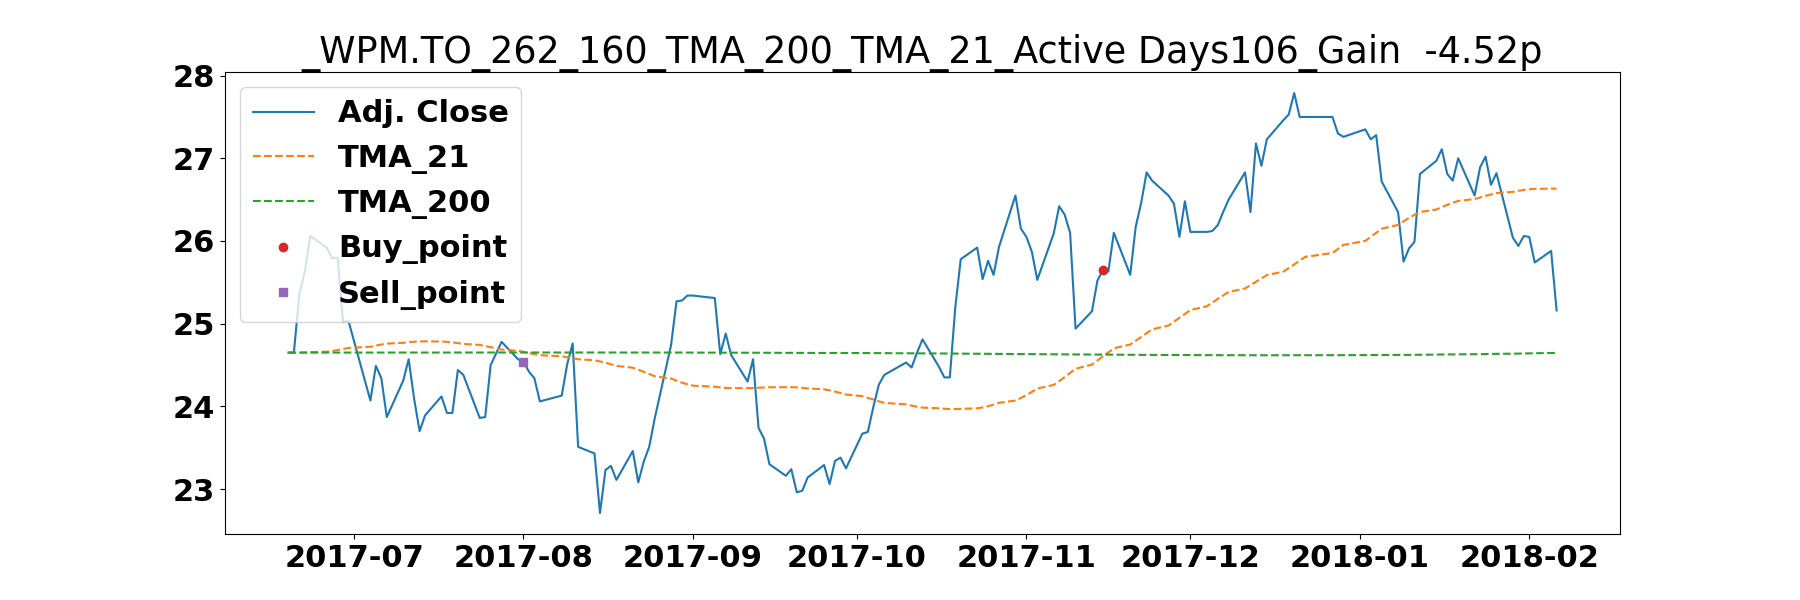 _WPM.TO_262_160_TMA_200_TMA_21_Active Days106_Gain  -4.52p
28
27
26
25
24
23
Adj. Close
TMA_21
TMA_200
Buy_point
Sell_point
2017-07 2017-08 2017-09 2017-10 2017-11 2017-12 2018-01 2018-02